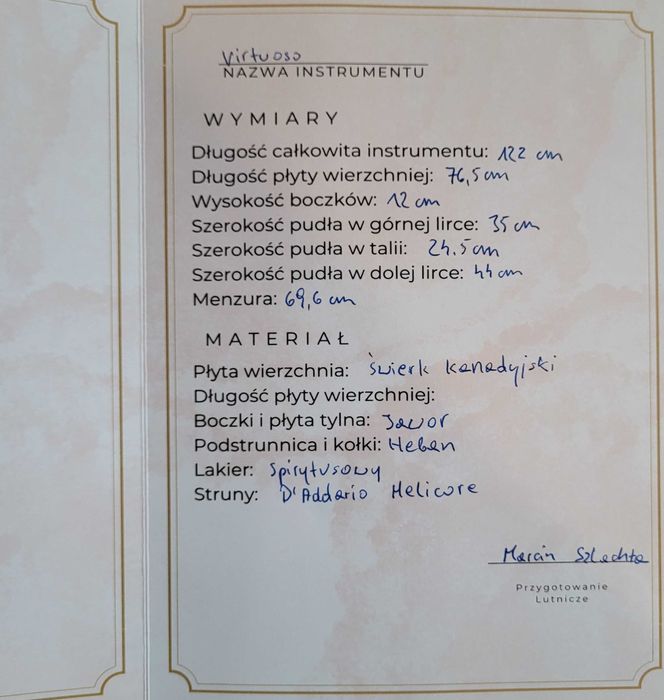 Virtuoso
NAZWA INSTRUMENTU
WYMIARY
Długość całkowita instrumentu: 122 cm
Długość płyty wierzchniej: 76,5 cm
Wysokość boczków: 12 cm
Szerokość pudła w górnej lirce: 35 cm
Szerokość pudła w talii: 24.5 cm
Szerokość pudła w dolej lirce: 44 cm
Menzura: 69,6 cm
MATERIAŁ
Płyta wierzchnia: Świerk kanadyjski
Długość płyty wierzchniej:
Boczki i płyta tylna: Jawor
Podstrunnica i kołki: Heban
Lakier: Spirytusowy
Struny: D'Addario Helicore
Marcin Szlachta
Przygotowanie
Lutnicze